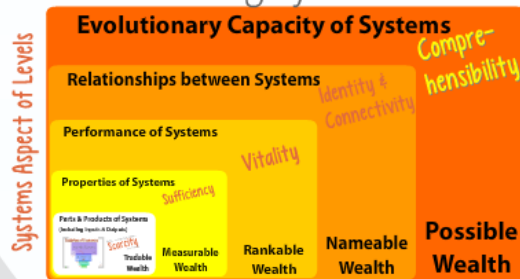 Evolutionary Capacity of Systems
Compre-
hensibility
Relationships between Systems
Identity &
Connectivity
Performance of Systems
Vitality
Properties of Systems
Sufficiency
Parts & Products of Systems
(Including Inputs & Outputs)
Scarcity
Tradable
Wealth
Measurable
Wealth
Rankable
Wealth
Nameable
Wealth
Possible
Wealth
Systems Aspect of Levels